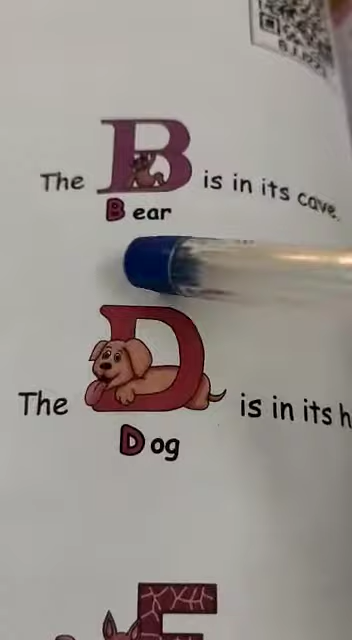 The B is in its cave.
Bear
The D is in its h
Dog